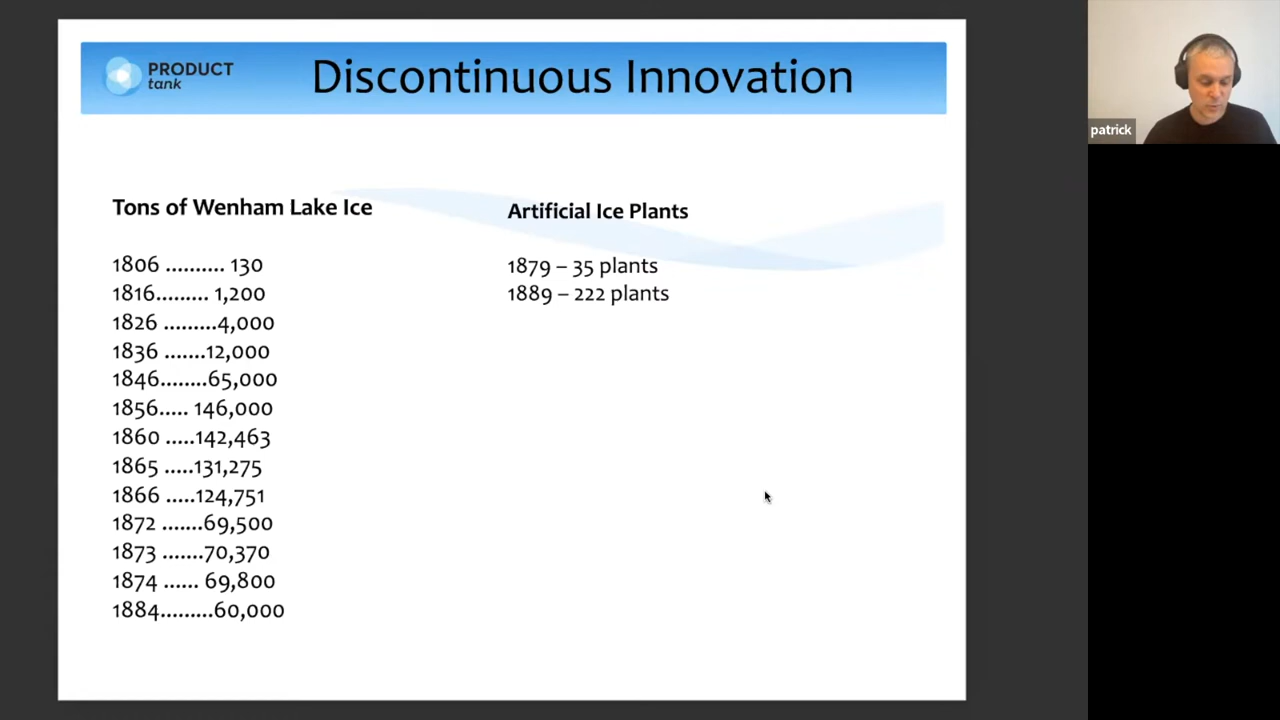 PRODUCT
tank
Discontinuous Innovation
Tons of Wenham Lake Ice
1806 .......... 130
1816......... 1,200
1826 .........4,000
1836 .......12,000
1846........65,000
1856..... 146,000
1860 .....142,463
1865 .....131,275
1866 .....124,751
1872 .......69,500
1873 .......70,370
1874 ...... 69,800
1884.........60,000
Artificial Ice Plants
1879 – 35 plants
1889 – 222 plants
patrick